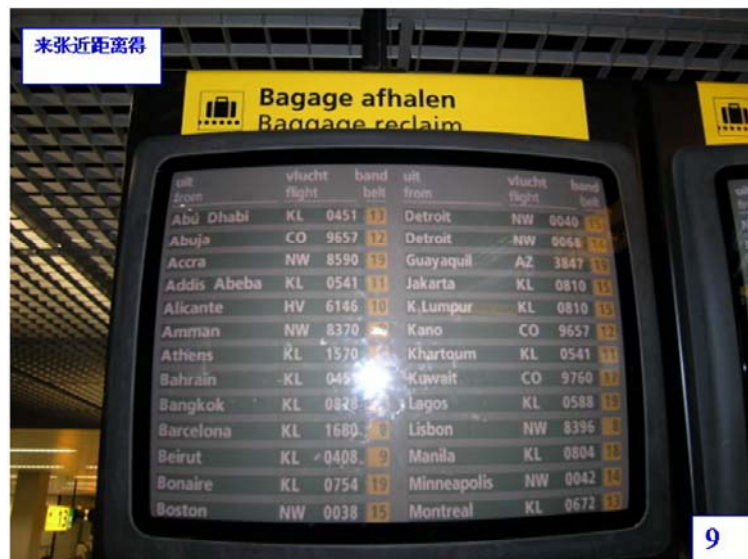 来张近距离得
Bagage afhalen
Baggage reclaim
uit vlucht band uit vlucht band
from flight belt from flight belt
Abu Dhabi KL 0451 13 Detroit NW 0040
Abuja CO 9657 12 Detroit NW 0068 14
Accra NW 8590 19 Guayaquil AZ 3847
Addis Abeba KL 0541 11 Jakarta KL 0810 15
Alicante HV 6146 10 K.Lumpur KL 0810 15
Amman NW 8370 Kano CO 9657 12
Athens KL 1570 Khartoum KL 0541 11
Bahrain KL Kuwait CO 9760 12
Bangkok KL Lagos KL 0588 19
Barcelona KL 1680 8 Lisbon NW 8396 8
Beirut KL 0408 9 Manila KL 0804 18
Bonaire KL 0754 19 Minneapolis NW 0042 14
Boston NW 0038 15 Montreal KL 0672 13
9